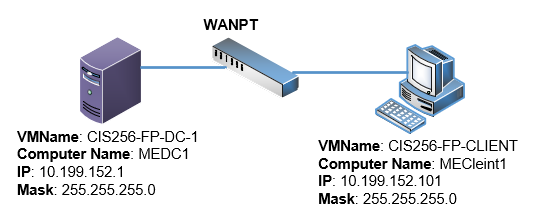 WANPT
VMName: CIS256-FP-DC-1
Computer Name: MEDC1
IP: 10.199.152.1
Mask: 255.255.255.0
VMName: CIS256-FP-CLIENT
Computer Name: MECleint1
IP: 10.199.152.101
Mask: 255.255.255.0